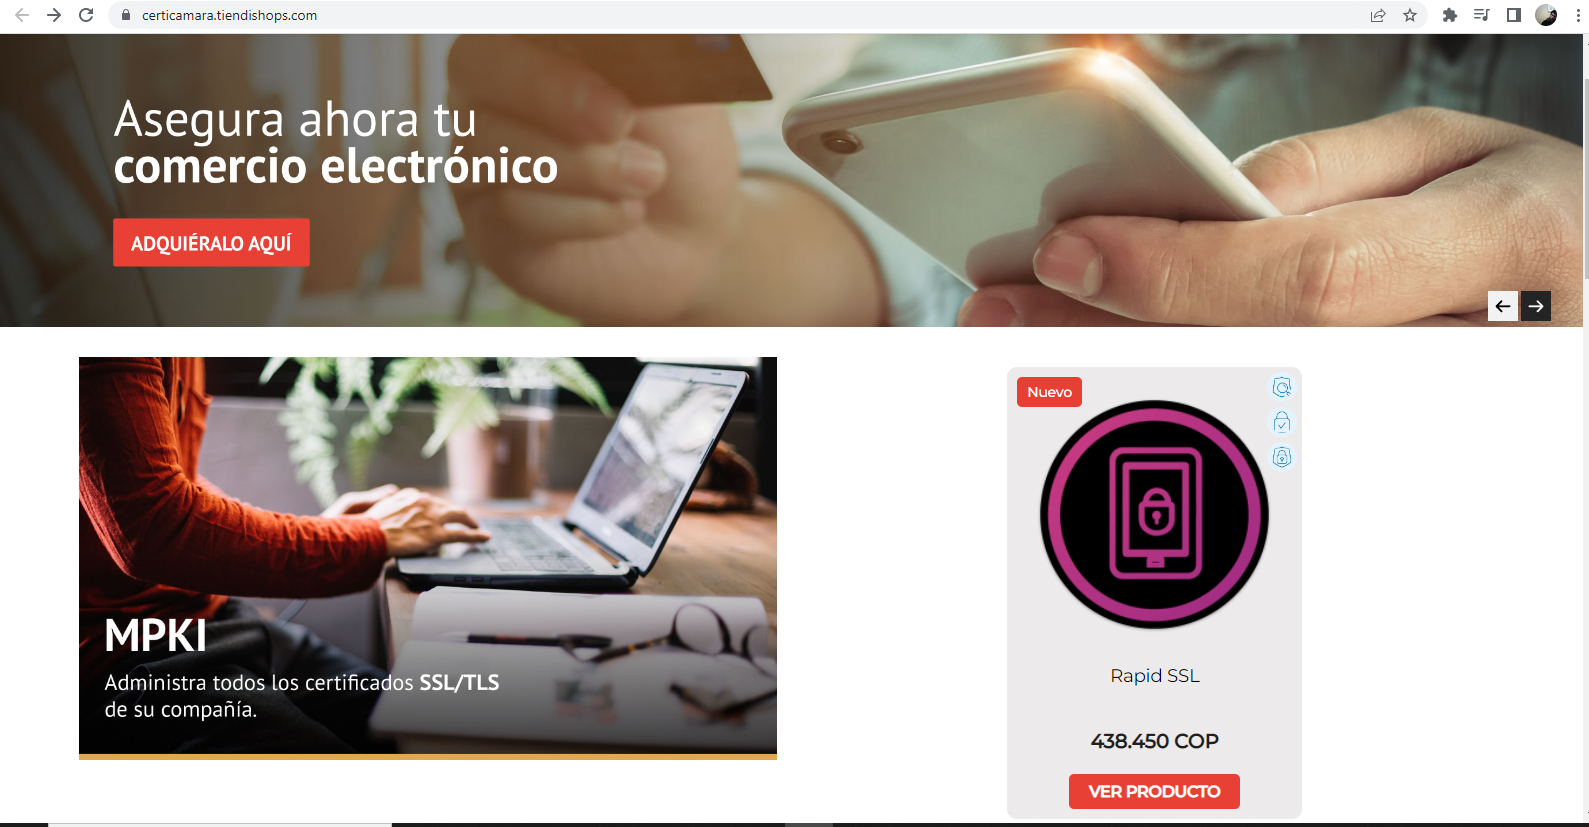 certicamara.tiendishops.com
Asegura ahora tu
comercio electrónico
ADQUIÉRALO AQUÍ
MPKI
Administra todos los certificados SSL/TLS
de su compañía.
Nuevo
Rapid SSL
438.450 COP
VER PRODUCTO